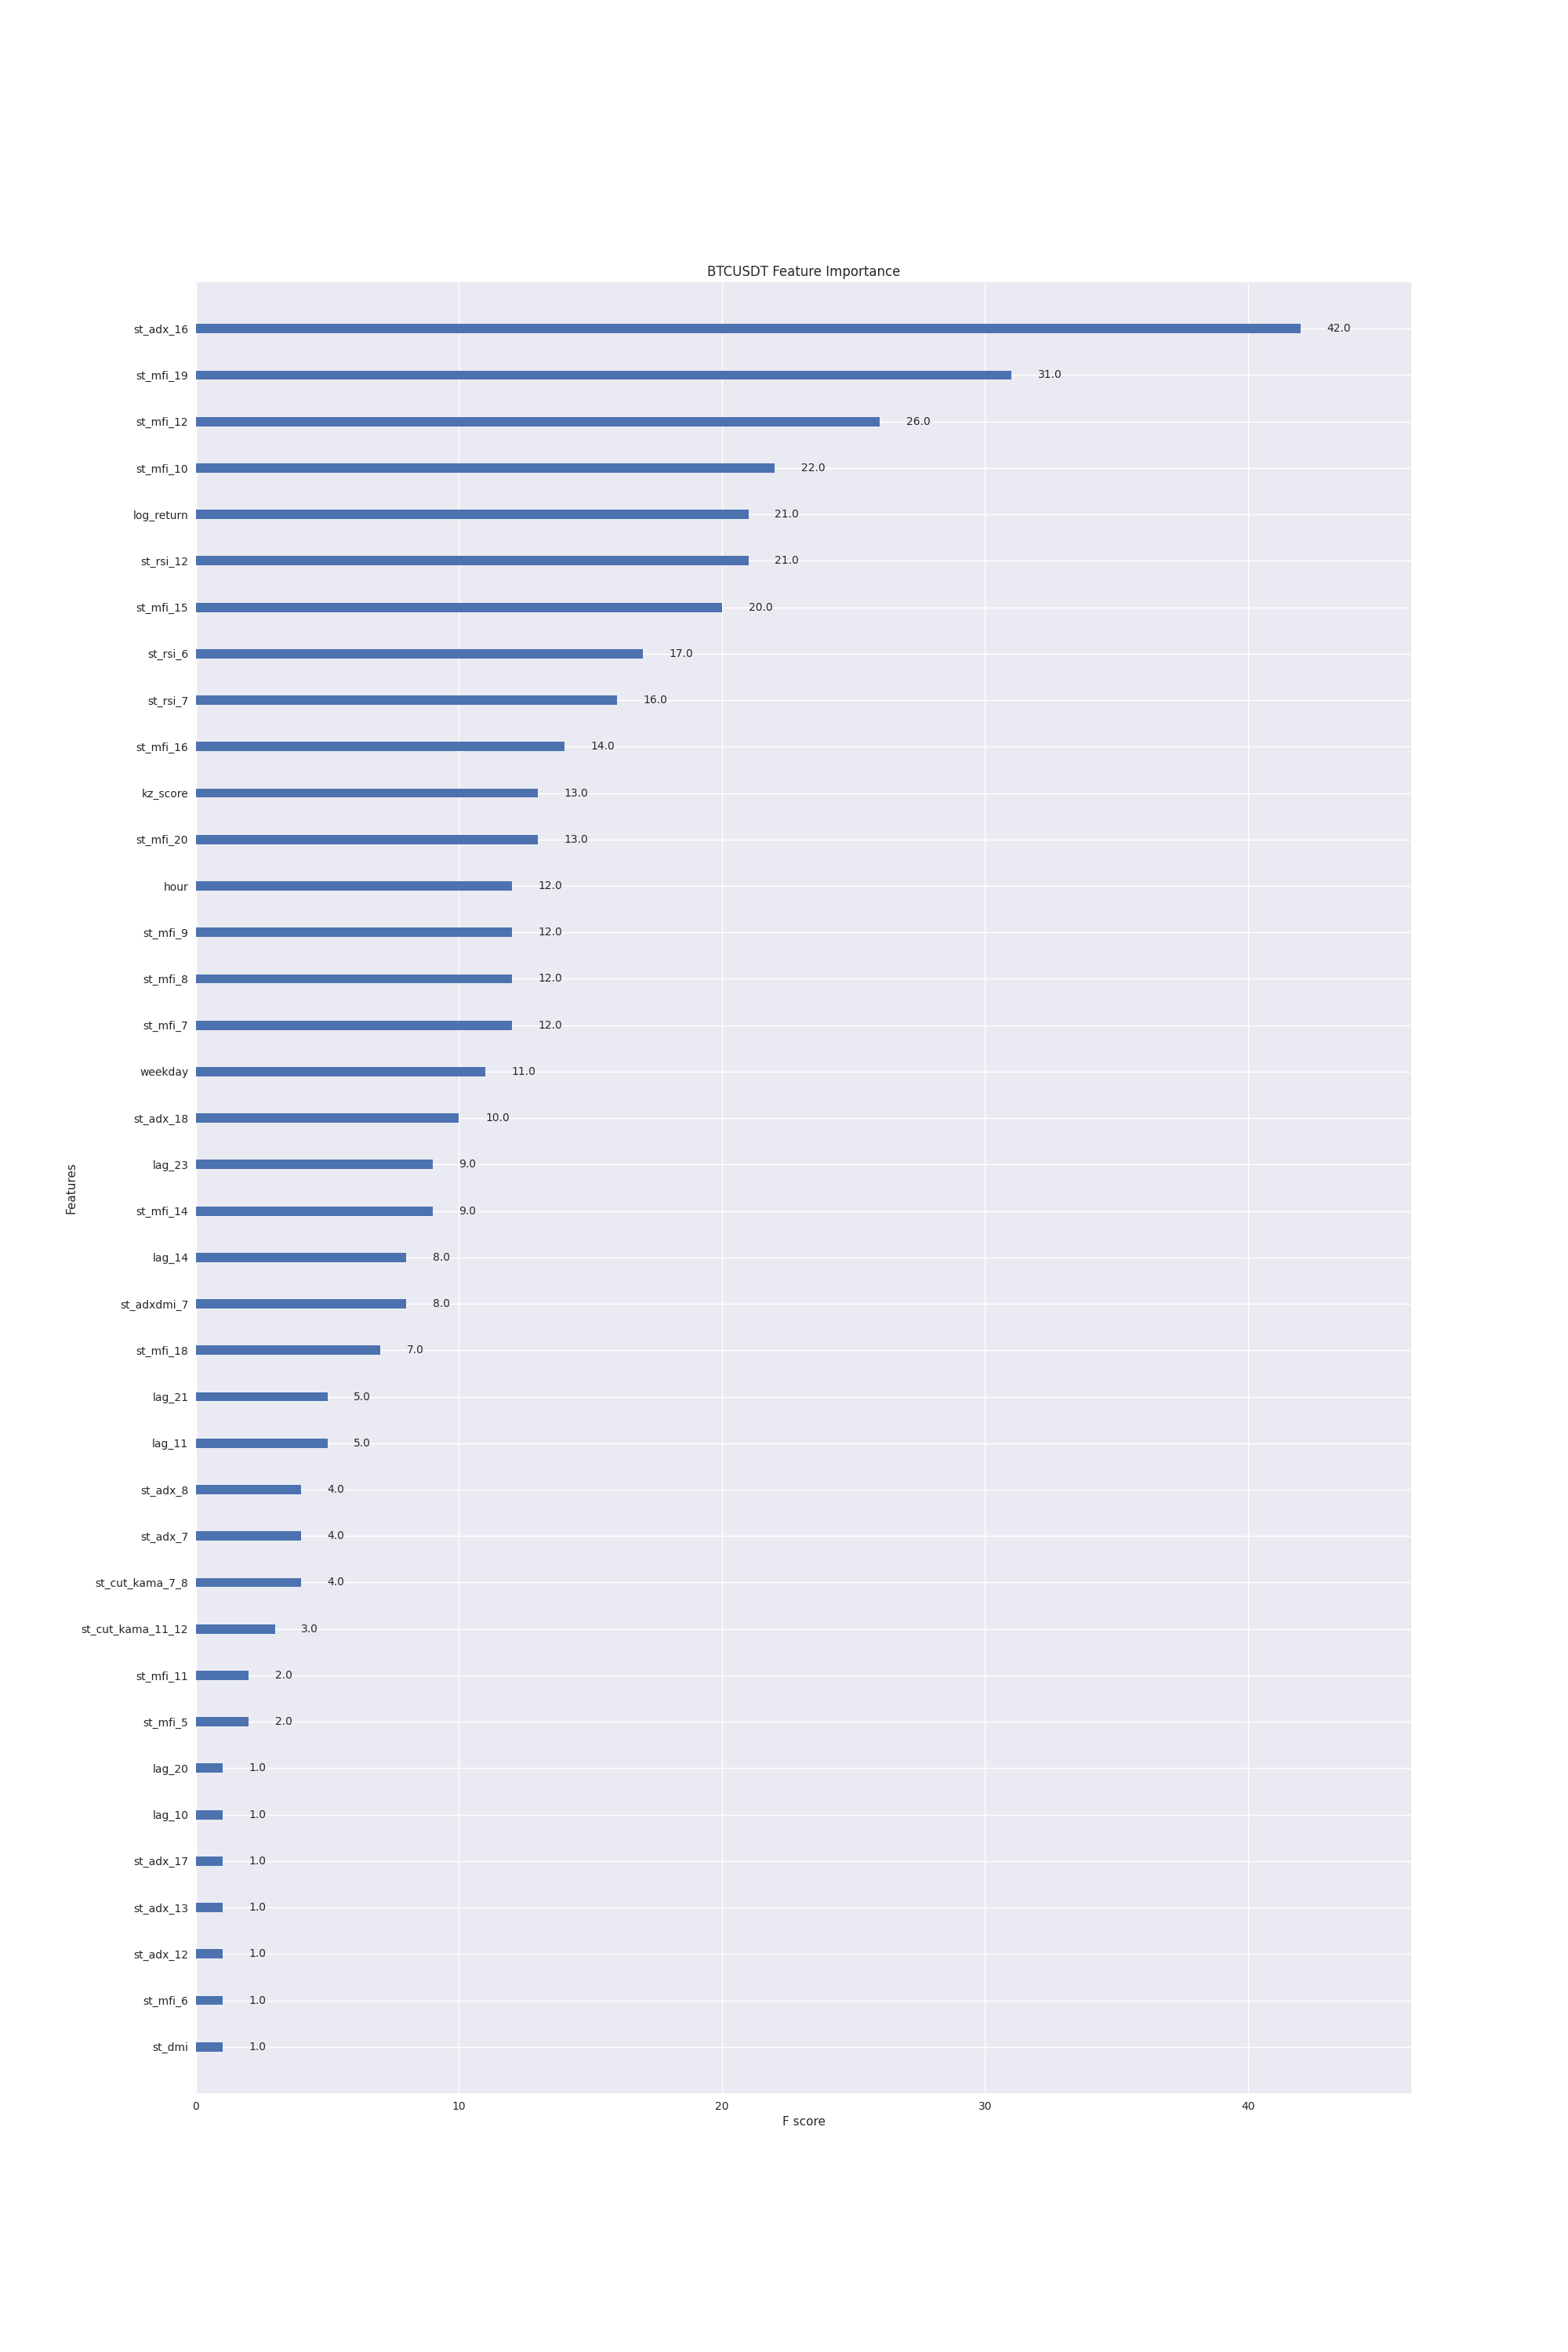 BTCUSDT Feature Importance
st_adx_16 42.0
st_mfi_19 31.0
st_mfi_12 26.0
st_mfi_10 22.0
log_return 21.0
st_rsi_12 21.0
st_mfi_15 20.0
st_rsi_6 17.0
st_rsi_7 16.0
st_mfi_16 14.0
kz_score 13.0
st_mfi_20 13.0
hour 12.0
st_mfi_9 12.0
st_mfi_8 12.0
st_mfi_7 12.0
weekday 11.0
st_adx_18 10.0
lag_23 9.0
st_mfi_14 9.0
lag_14 8.0
st_adxdmi_7 8.0
st_mfi_18 7.0
lag_21 5.0
lag_11 5.0
st_adx_8 4.0
st_adx_7 4.0
st_cut_kama_7_8 4.0
st_cut_kama_11_12 3.0
st_mfi_11 2.0
st_mfi_5 2.0
lag_20 1.0
lag_10 1.0
st_adx_17 1.0
st_adx_13 1.0
st_adx_12 1.0
st_mfi_6 1.0
st_dmi 1.0
Features
0 10 20 30 40
F score